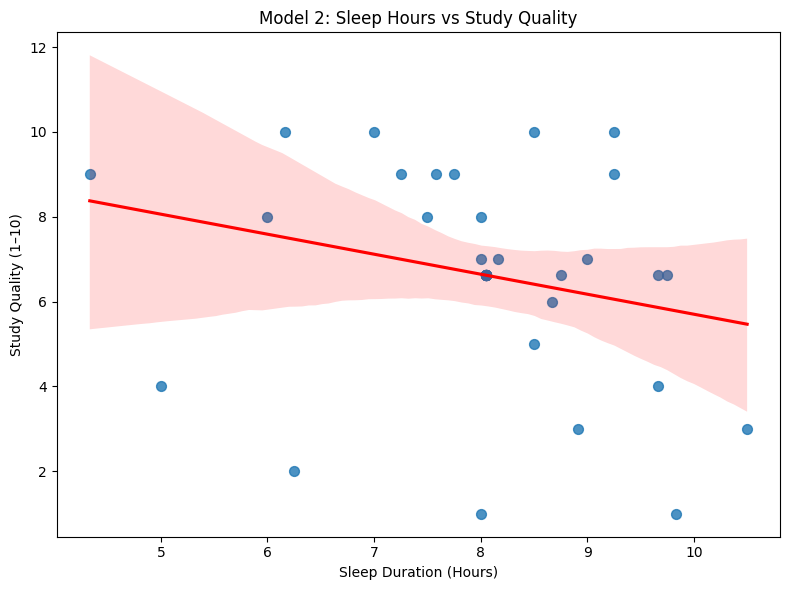 Model 2: Sleep Hours vs Study Quality
12
10
8
6
4
2
Study Quality (1–10)
5 6 7 8 9 10
Sleep Duration (Hours)